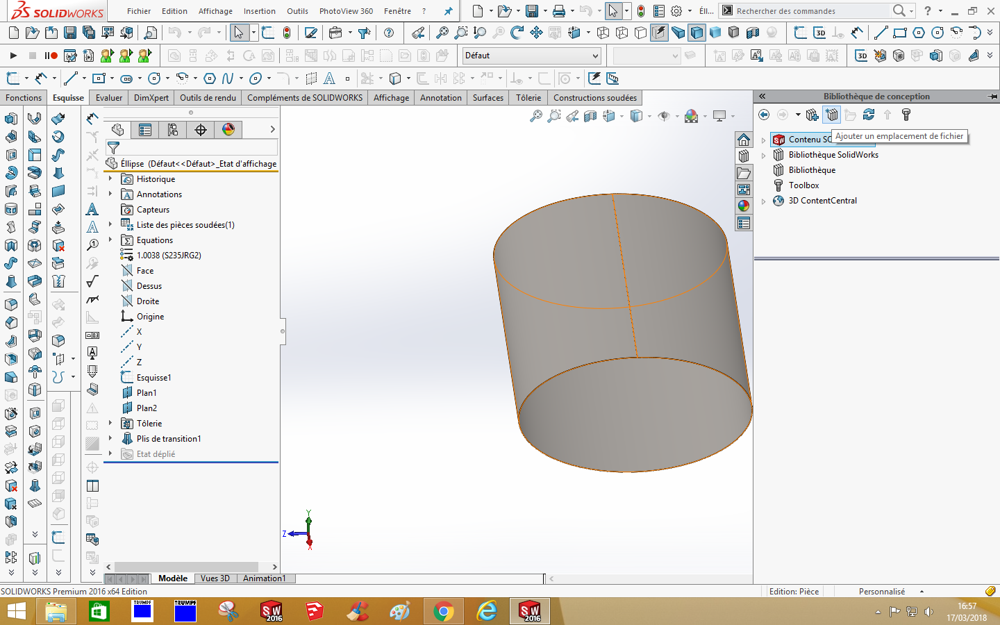 SOLIDWORKS
Fichier Edition Affichage Insertion Outils PhotoView 360 Fenêtre ?
Éll...
Rechercher des commandes
?
Défaut
Fonctions Esquisse Evaluer DimXpert Outils de rendu Compléments de SOLIDWORKS Affichage Annotation Surfaces Tôlerie Constructions soudées
Bibliothèque de conception
Ajouter un emplacement de fichier
Contenu SO
Bibliothèque SolidWorks
Bibliothèque
Toolbox
3D ContentCentral
Éllipse (Défaut<<Défaut>_Etat d'affichage
Historique
Annotations
Capteurs
Liste des pièces soudées(1)
Equations
1.0038 (S235JRG2)
Face
Dessus
Droite
Origine
X
Y
Z
Esquisse1
Plan1
Plan2
Tôlerie
Plis de transition1
Etat déplié
Y
Z
X
Modèle Vues 3D Animation1
SOLIDWORKS Premium 2016 x64 Edition
Edition: Pièce
Personnalisé
TRUMPF
TRUMPF
SW 2016
SW 2016
16:57
17/03/2018